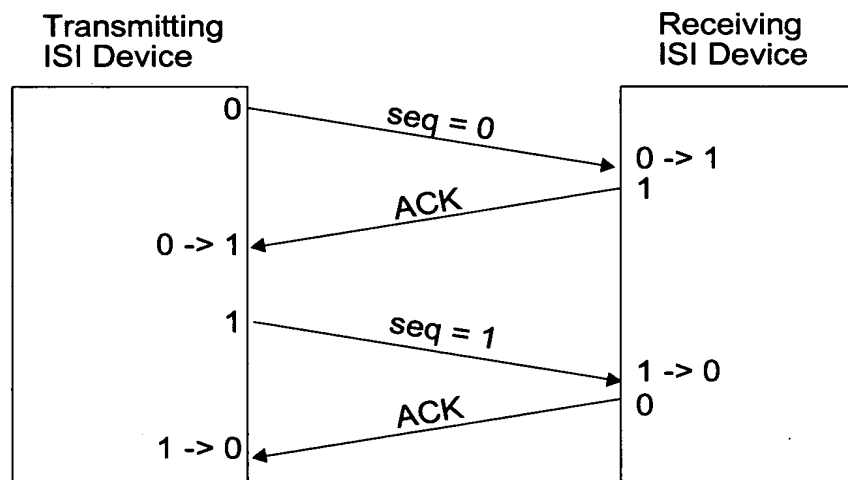 Transmitting
ISI Device
Receiving
ISI Device
0
seq = 0
0 -> 1
1
ACK
0 -> 1
1
seq = 1
1 -> 0
0
ACK
1 -> 0